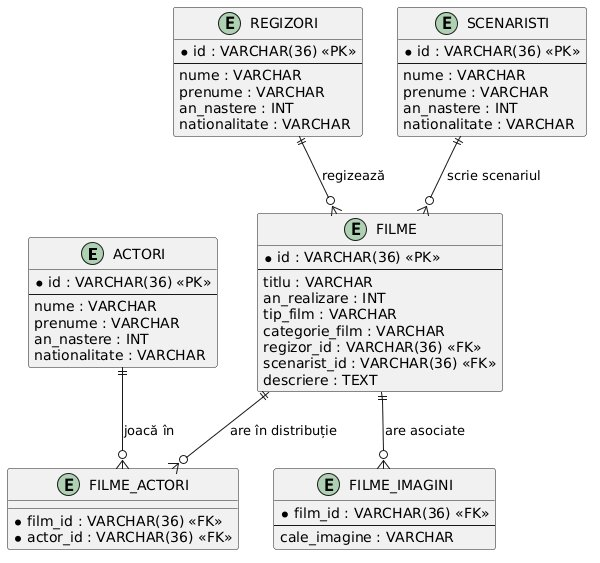 E REGIZORI
* id : VARCHAR(36) «PK»
nume : VARCHAR
prenume : VARCHAR
an_nastere : INT
nationalitate : VARCHAR
E SCENARISTI
* id : VARCHAR(36) «PK»
nume : VARCHAR
prenume : VARCHAR
an_nastere : INT
nationalitate : VARCHAR
regizează
scrie scenariul
E ACTORI
* id : VARCHAR(36) «PK»
nume : VARCHAR
prenume : VARCHAR
an_nastere : INT
nationalitate : VARCHAR
E FILME
* id : VARCHAR(36) «PK»
titlu : VARCHAR
an_realizare : INT
tip_film : VARCHAR
categorie_film : VARCHAR
regizor_id : VARCHAR(36) «FK»
scenarist_id : VARCHAR(36) «FK»
descriere : TEXT
joacă în
are în distribuție
are asociate
E FILME_ACTORI
* film_id : VARCHAR(36) «FK»
* actor_id : VARCHAR(36) «FK»
E FILME_IMAGINI
* film_id : VARCHAR(36) «FK»
cale_imagine : VARCHAR